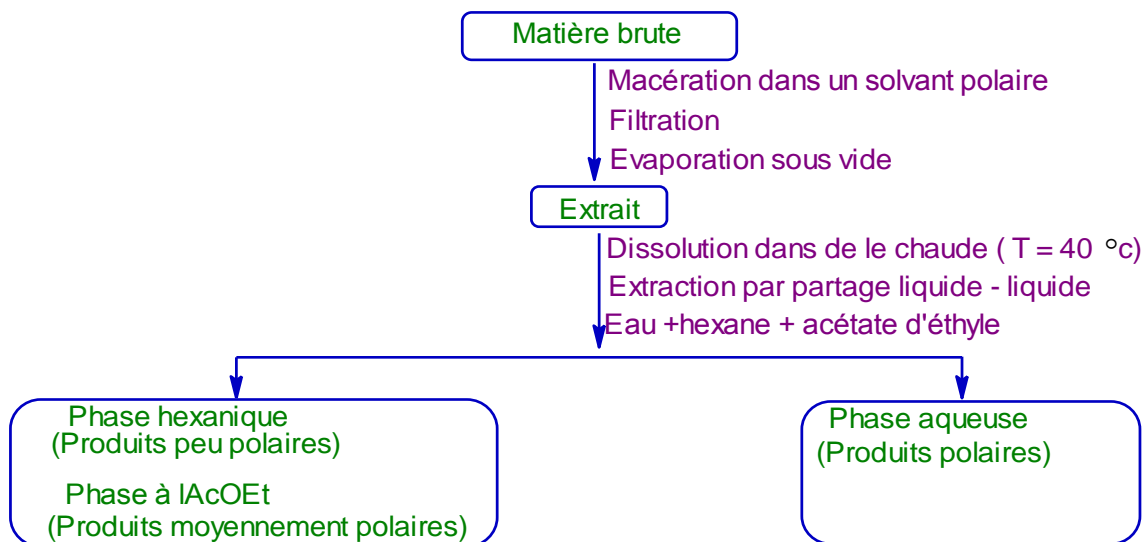 Matière brute
Macération dans un solvant polaire
Filtration
Evaporation sous vide
Extrait
Dissolution dans de le chaude ( T = 40 °c)
Extraction par partage liquide - liquide
Eau +hexane + acétate d'éthyle
Phase hexanique
(Produits peu polaires)
Phase à lAcOEt
(Produits moyennement polaires)
Phase aqueuse
(Produits polaires)